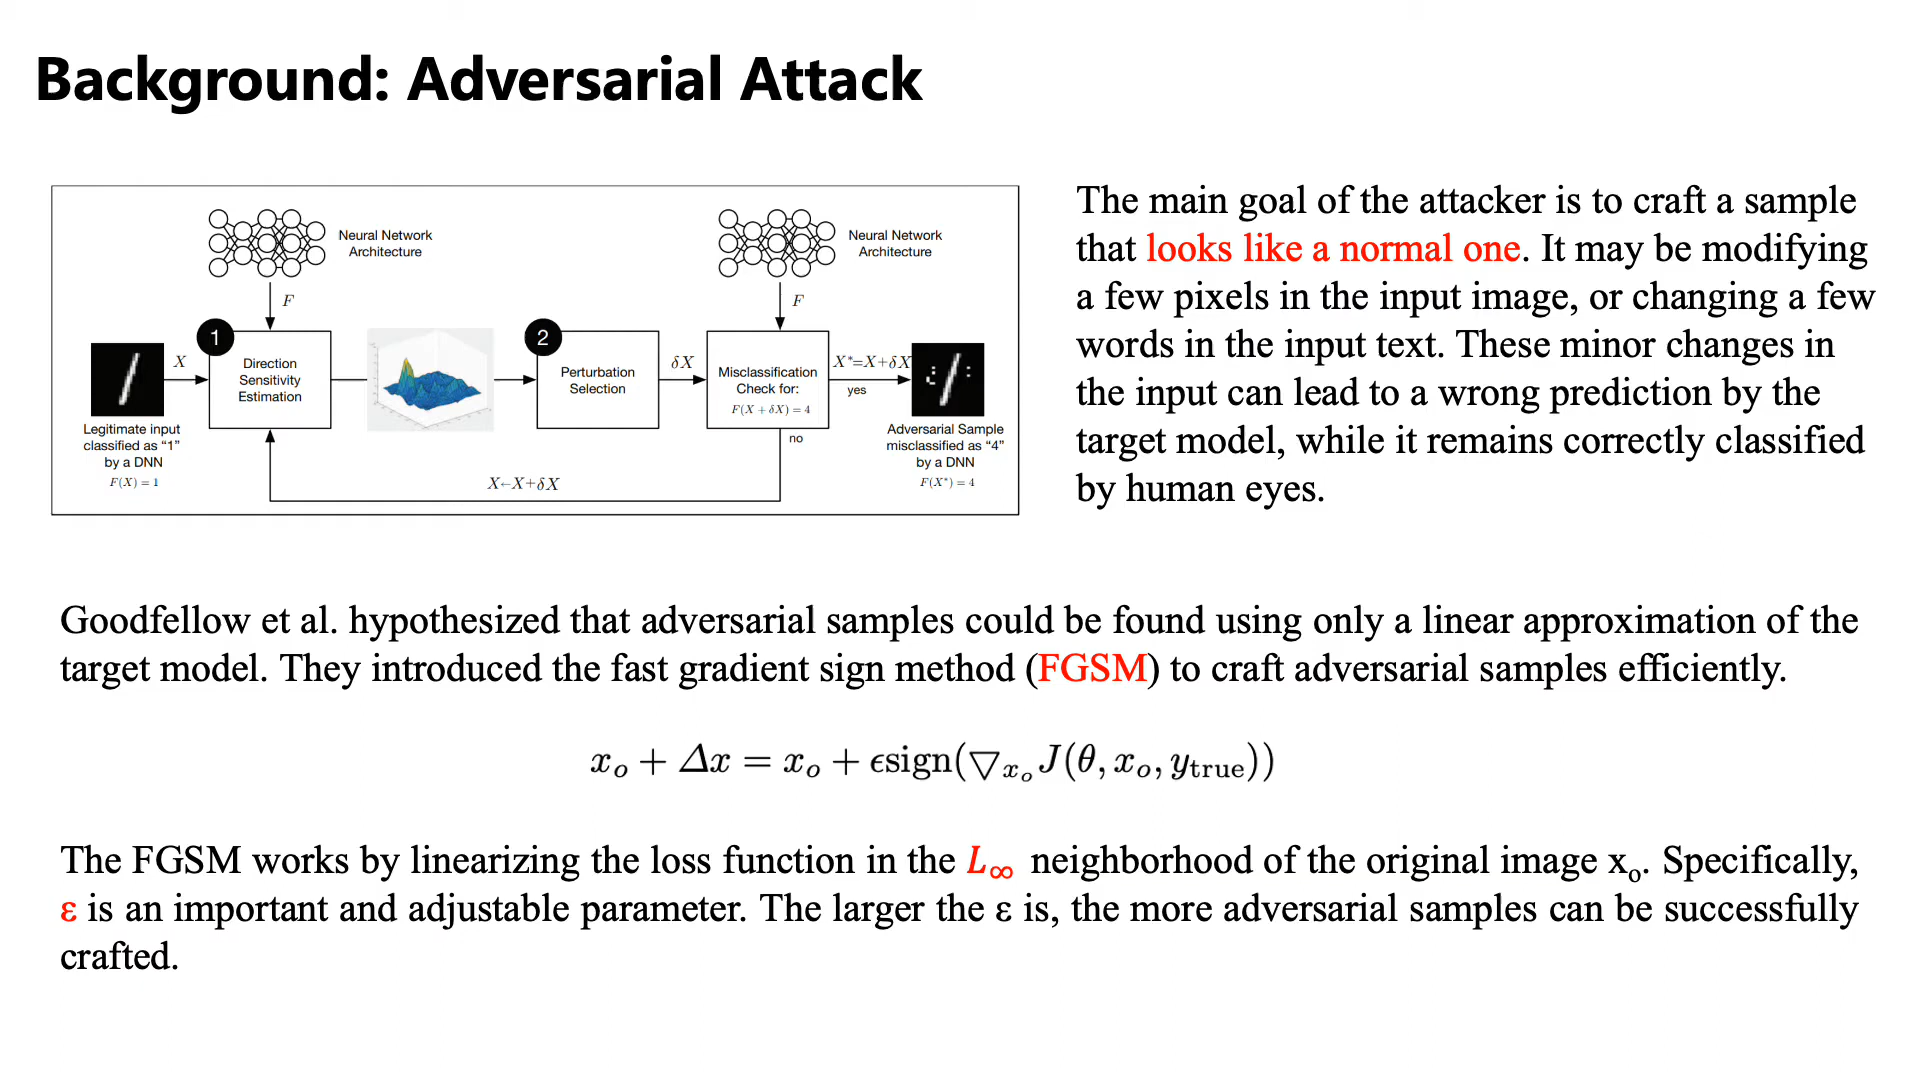 Background: Adversarial Attack
Neural Network
Architecture
F
Neural Network
Architecture
F
X
1
Direction
Sensitivity
Estimation
2
Perturbation
Selection
δX
Misclassification
Check for:
F(X + δX) = 4
X*=X+δX
yes
no
Legitimate input
classified as “1”
by a DNN
F(X) = 1
Adversarial Sample
misclassified as “4”
by a DNN
F(X*) = 4
X←X+δX
The main goal of the attacker is to craft a sample
that looks like a normal one. It may be modifying
a few pixels in the input image, or changing a few
words in the input text. These minor changes in
the input can lead to a wrong prediction by the
target model, while it remains correctly classified
by human eyes.
Goodfellow et al. hypothesized that adversarial samples could be found using only a linear approximation of the
target model. They introduced the fast gradient sign method (FGSM) to craft adversarial samples efficiently.
xₒ + Δx = xₒ + ϵsign(▽xₒ J(θ, xₒ, y_true))
The FGSM works by linearizing the loss function in the L∞ neighborhood of the original image xₒ. Specifically,
ε is an important and adjustable parameter. The larger the ε is, the more adversarial samples can be successfully
crafted.